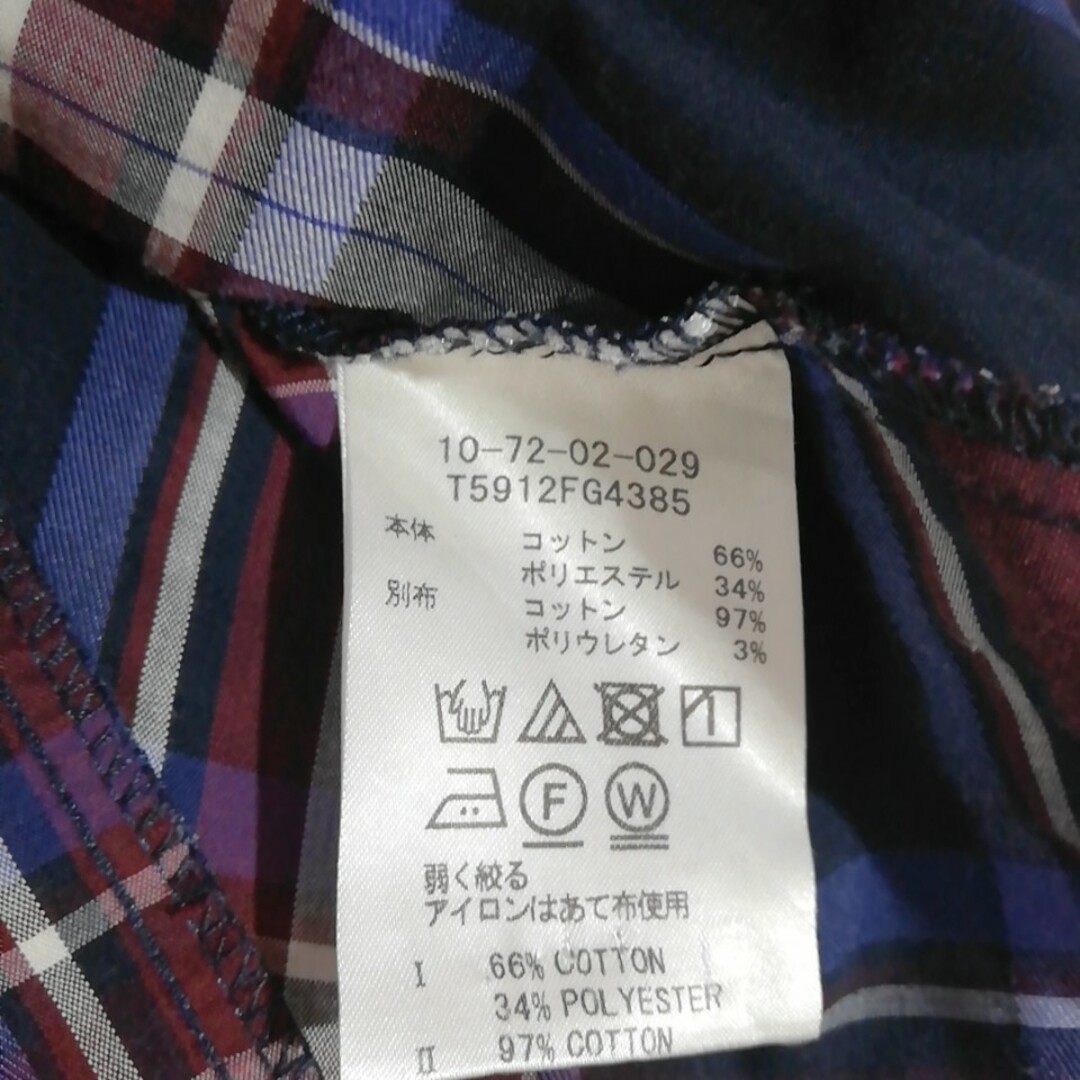 10-72-02-029
T5912FG4385
本体 コットン 66%
ポリエステル 34%
別布 コットン 97%
ポリウレタン 3%
F W
弱く絞る
アイロンはあて布使用
I 66% COTTON
34% POLYESTER
II 97% COTTON